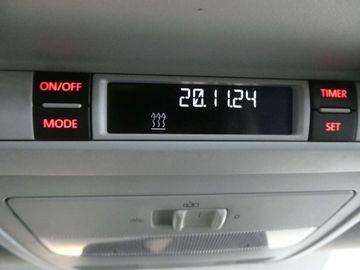 ON/OFF
20.11.24
TIMER
MODE
SET